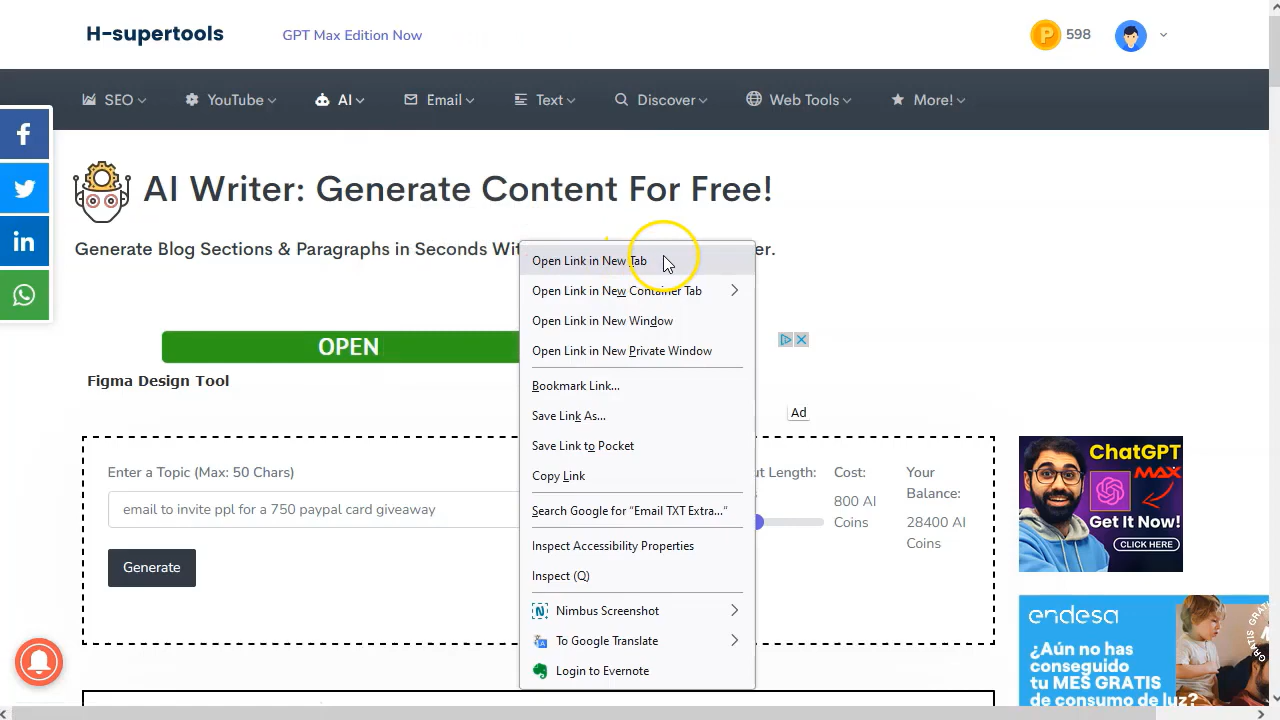 H-supertools
GPT Max Edition Now
598
SEO
YouTube
AI
Email
Text
Discover
Web Tools
More!
AI Writer: Generate Content For Free!
Generate Blog Sections & Paragraphs in Seconds Wit
er.
Open Link in New Tab
Open Link in New Container Tab
Open Link in New Window
Open Link in New Private Window
Bookmark Link...
Save Link As...
Save Link to Pocket
Copy Link
Search Google for “Email TXT Extra...”
Inspect Accessibility Properties
Inspect (Q)
Nimbus Screenshot
To Google Translate
Login to Evernote
OPEN
Figma Design Tool
Ad
Enter a Topic (Max: 50 Chars)
email to invite ppl for a 750 paypal card giveaway
Generate
ut Length:
Cost:
800 AI
Coins
Your
Balance:
28400 AI
Coins
ChatGPT
MAX
Get It Now!
CLICK HERE
endesa
¿Aún no has
conseguido
tu MES GRATIS
de consumo de luz?